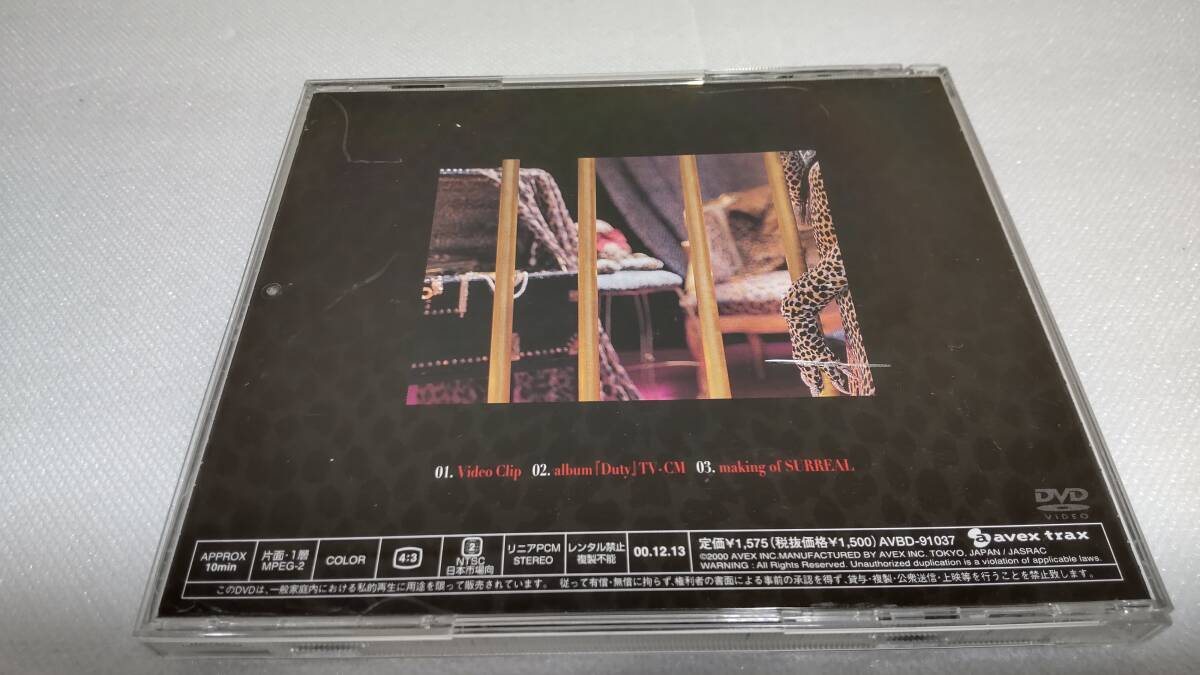 01. Video Clip 02. album『Duty』TV-CM 03. making of SURREAL
DVD
VIDEO
APPROX
10min
片面・1層
MPEG-2
COLOR
4:3
2
NTSC
日本市場向
リニアPCM
STEREO
レンタル禁止
複製不能
00.12.13
定価¥1,575(税抜価格¥1,500) AVBD-91037
avex trax
©2000 AVEX INC.MANUFACTURED BY AVEX INC. TOKYO, JAPAN / JASRAC
WARNING : All Rights Reserved. Unauthorized duplication is a violation of applicable laws.
このDVDは、一般家庭内における私的再生に用途を限って販売されています。 従って有償・無償に拘らず、権利者の書面による事前の承認を得ず、貸与・複製・公衆送信・上映等を行うことを禁止致します。